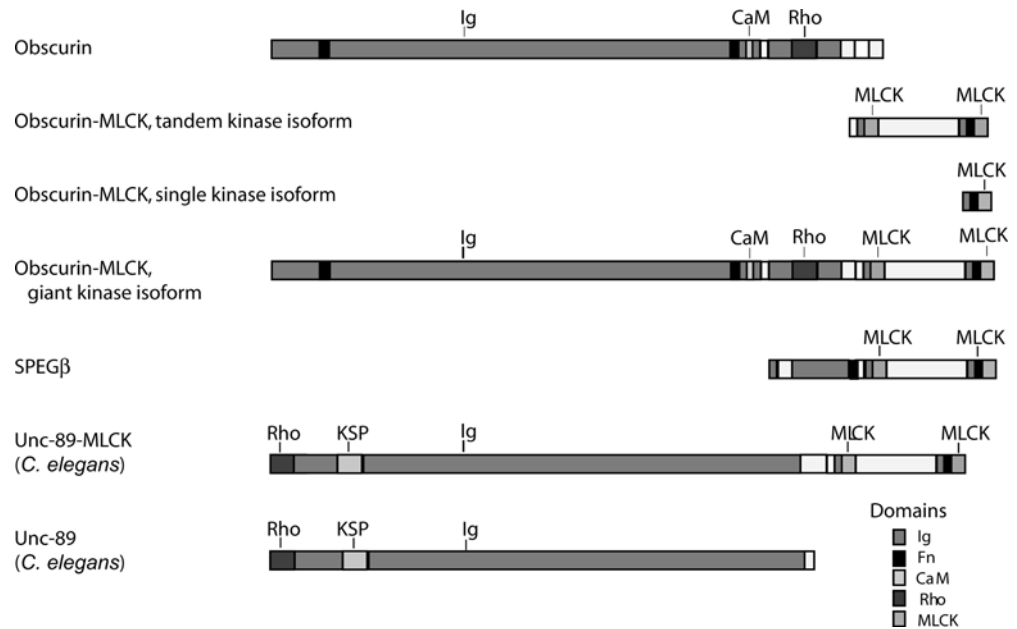 Ig CaM Rho
Obscurin
MLCK MLCK
Obscurin-MLCK, tandem kinase isoform
MLCK
Obscurin-MLCK, single kinase isoform
Ig CaM Rho MLCK MLCK
Obscurin-MLCK,
giant kinase isoform
MLCK MLCK
SPEGβ
Rho KSP Ig MLCK MLCK
Unc-89-MLCK
(C. elegans)
Rho KSP Ig
Unc-89
(C. elegans)
Domains
Ig
Fn
CaM
Rho
MLCK